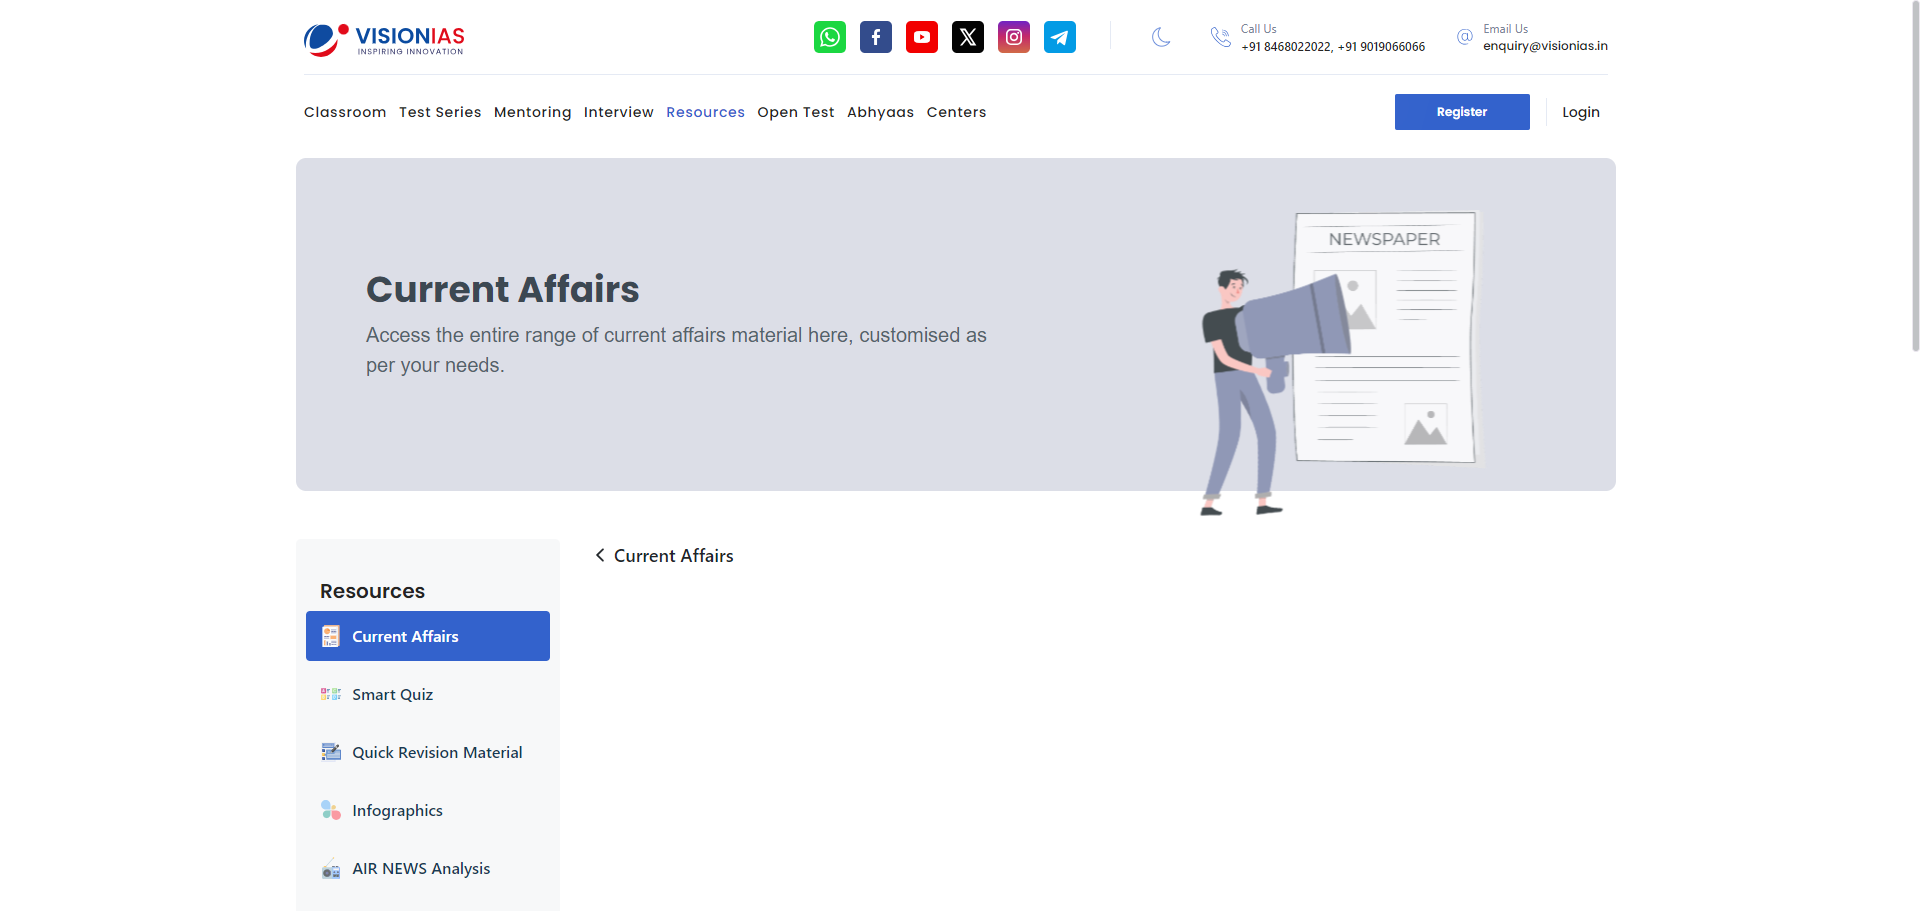 VISIONIAS
INSPIRING INNOVATION
Call Us
+91 8468022022, +91 9019066066
Email Us
enquiry@visionias.in
Classroom Test Series Mentoring Interview Resources Open Test Abhyaas Centers
Register
Login
Current Affairs
Access the entire range of current affairs material here, customised as
per your needs.
NEWSPAPER
Resources
Current Affairs
Smart Quiz
Quick Revision Material
Infographics
AIR NEWS Analysis
Current Affairs